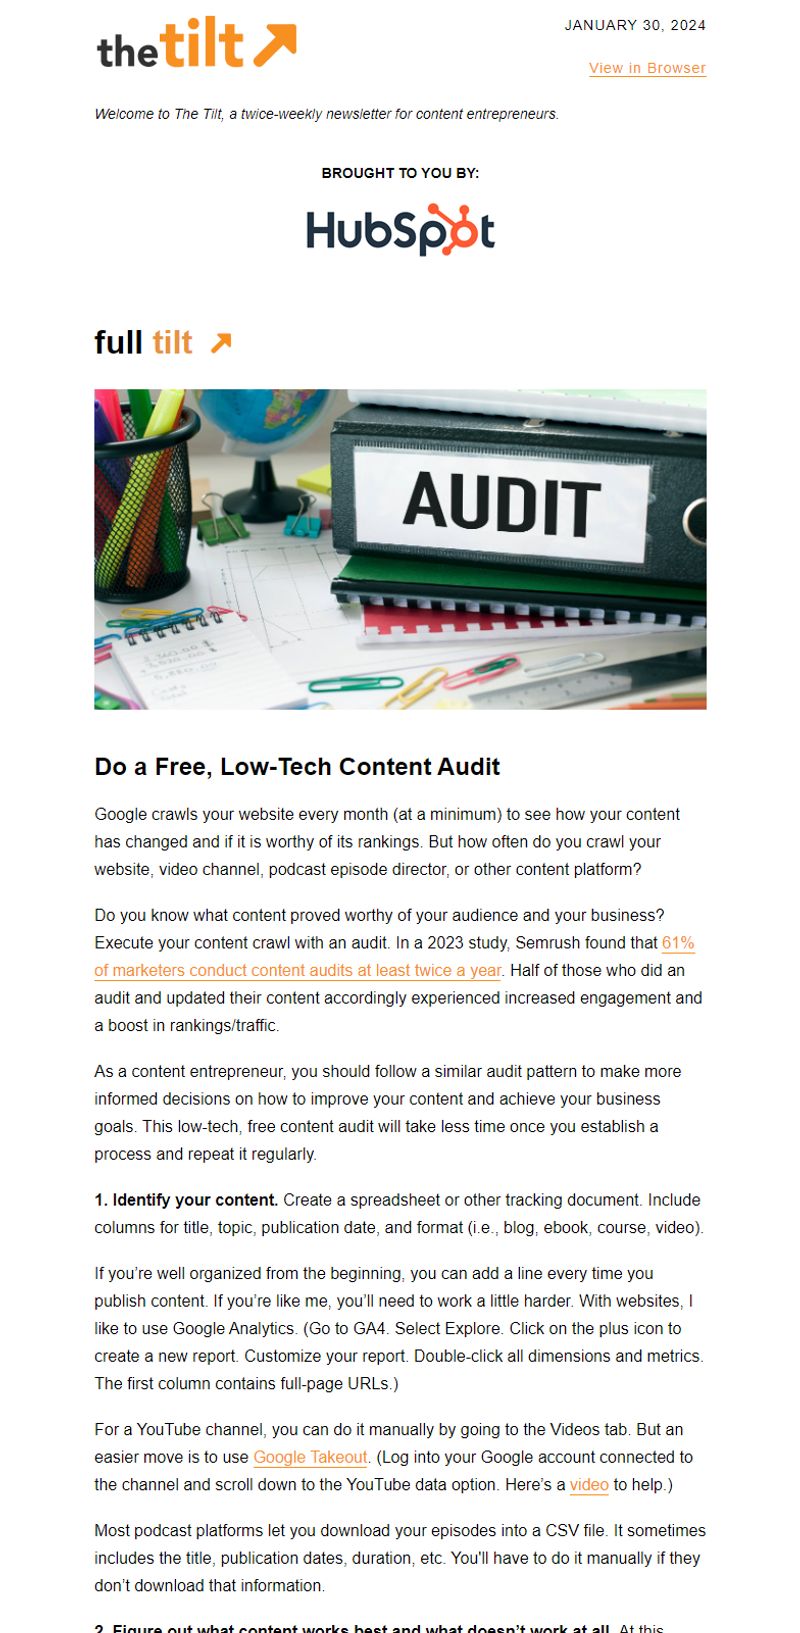 thetilt
JANUARY 30, 2024
View in Browser
Welcome to The Tilt, a twice-weekly newsletter for content entrepreneurs.
BROUGHT TO YOU BY:
HubSpot
full tilt
AUDIT
Do a Free, Low-Tech Content Audit
Google crawls your website every month (at a minimum) to see how your content
has changed and if it is worthy of its rankings. But how often do you crawl your
website, video channel, podcast episode director, or other content platform?
Do you know what content proved worthy of your audience and your business?
Execute your content crawl with an audit. In a 2023 study, Semrush found that 61%
of marketers conduct content audits at least twice a year. Half of those who did an
audit and updated their content accordingly experienced increased engagement and
a boost in rankings/traffic.
As a content entrepreneur, you should follow a similar audit pattern to make more
informed decisions on how to improve your content and achieve your business
goals. This low-tech, free content audit will take less time once you establish a
process and repeat it regularly.
1. Identify your content. Create a spreadsheet or other tracking document. Include
columns for title, topic, publication date, and format (i.e., blog, ebook, course, video).
If you’re well organized from the beginning, you can add a line every time you
publish content. If you’re like me, you’ll need to work a little harder. With websites, I
like to use Google Analytics. (Go to GA4. Select Explore. Click on the plus icon to
create a new report. Customize your report. Double-click all dimensions and metrics.
The first column contains full-page URLs.)
For a YouTube channel, you can do it manually by going to the Videos tab. But an
easier move is to use Google Takeout. (Log into your Google account connected to
the channel and scroll down to the YouTube data option. Here’s a video to help.)
Most podcast platforms let you download your episodes into a CSV file. It sometimes
includes the title, publication dates, duration, etc. You'll have to do it manually if they
don’t download that information.
2. Figure out what content works best and what doesn’t work at all. At this